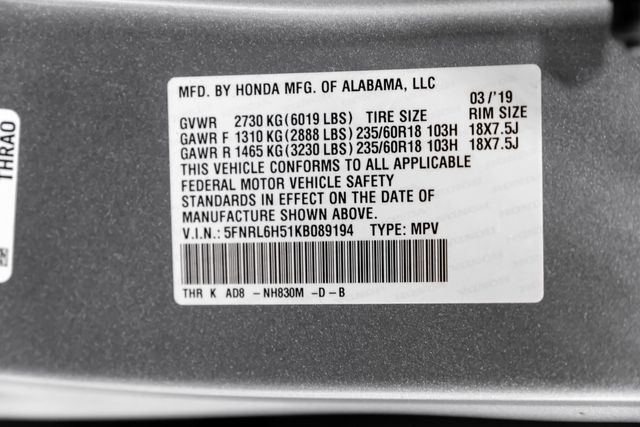 MFD. BY HONDA MFG. OF ALABAMA, LLC
03/'19
GVWR 2730 KG(6019 LBS) TIRE SIZE RIM SIZE
GAWR F 1310 KG(2888 LBS) 235/60R18 103H 18X7.5J
GAWR R 1465 KG(3230 LBS) 235/60R18 103H 18X7.5J
THIS VEHICLE CONFORMS TO ALL APPLICABLE
FEDERAL MOTOR VEHICLE SAFETY
STANDARDS IN EFFECT ON THE DATE OF
MANUFACTURE SHOWN ABOVE.
V.I.N.: 5FNRL6H51KB089194 TYPE: MPV
THR K AD8 -NH830M -D-B
THRA0